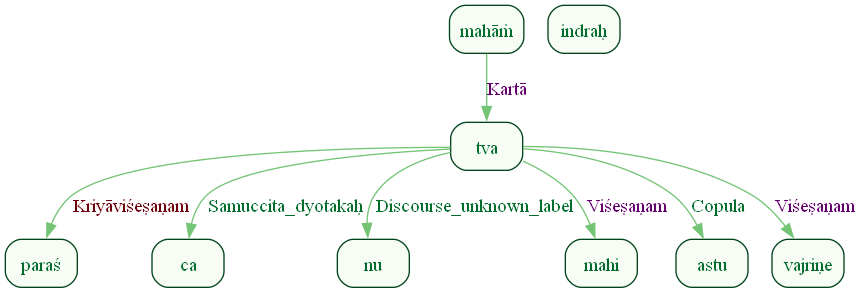 mahāṁ indraḥ
Kartā
tva
Kriyāviśeṣaṇam Samuccita_dyotakaḥ Discourse_unknown_label Viśeṣaṇam Copula Viśeṣaṇam
paraś ca nu mahi astu vajriṇe